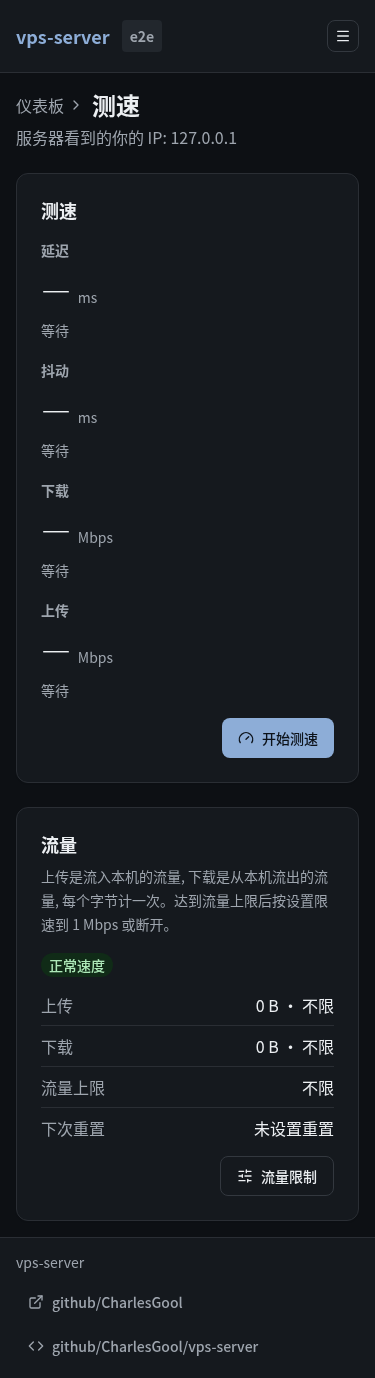 vps-server e2e
仪表板 > 测速
服务器看到的你的 IP: 127.0.0.1
测速
延迟
— ms
等待
抖动
— ms
等待
下载
— Mbps
等待
上传
— Mbps
等待
开始测速
流量
上传是流入本机的流量, 下载是从本机流出的流
量, 每个字节计一次。达到流量上限后按设置限
速到 1 Mbps 或断开。
正常速度
上传 0 B · 不限
下载 0 B · 不限
流量上限 不限
下次重置 未设置重置
流量限制
vps-server
github/CharlesGool
github/CharlesGool/vps-server